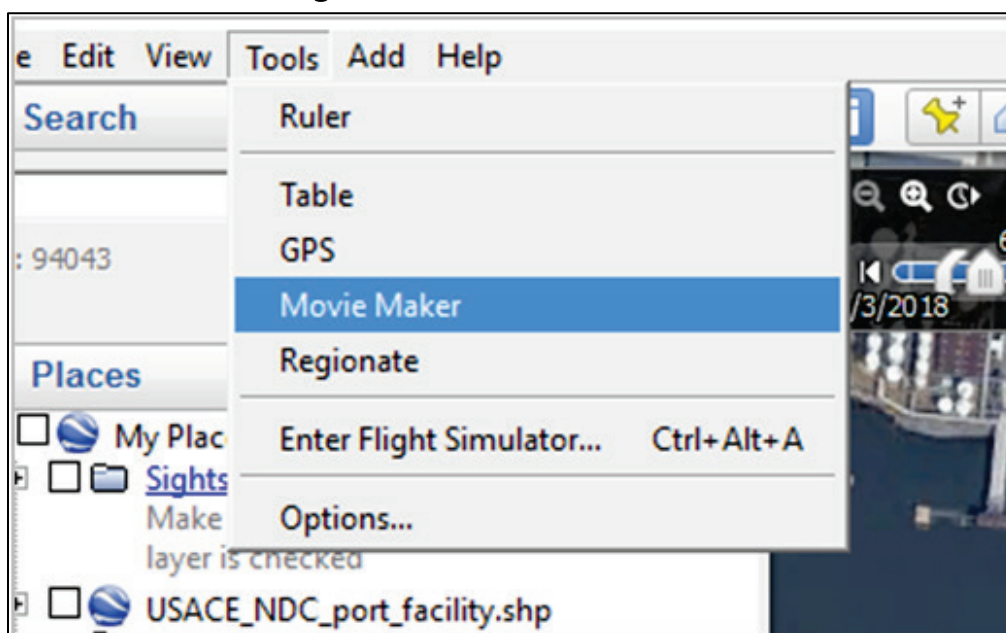 e Edit View Tools Add Help
Search
Ruler
Table
: 94043
GPS
Movie Maker
/3/2018
Regionate
Places
My Plac
Enter Flight Simulator... Ctrl+Alt+A
Sights
Make
Options...
layer is checked
USACE_NDC_port_facility.shp